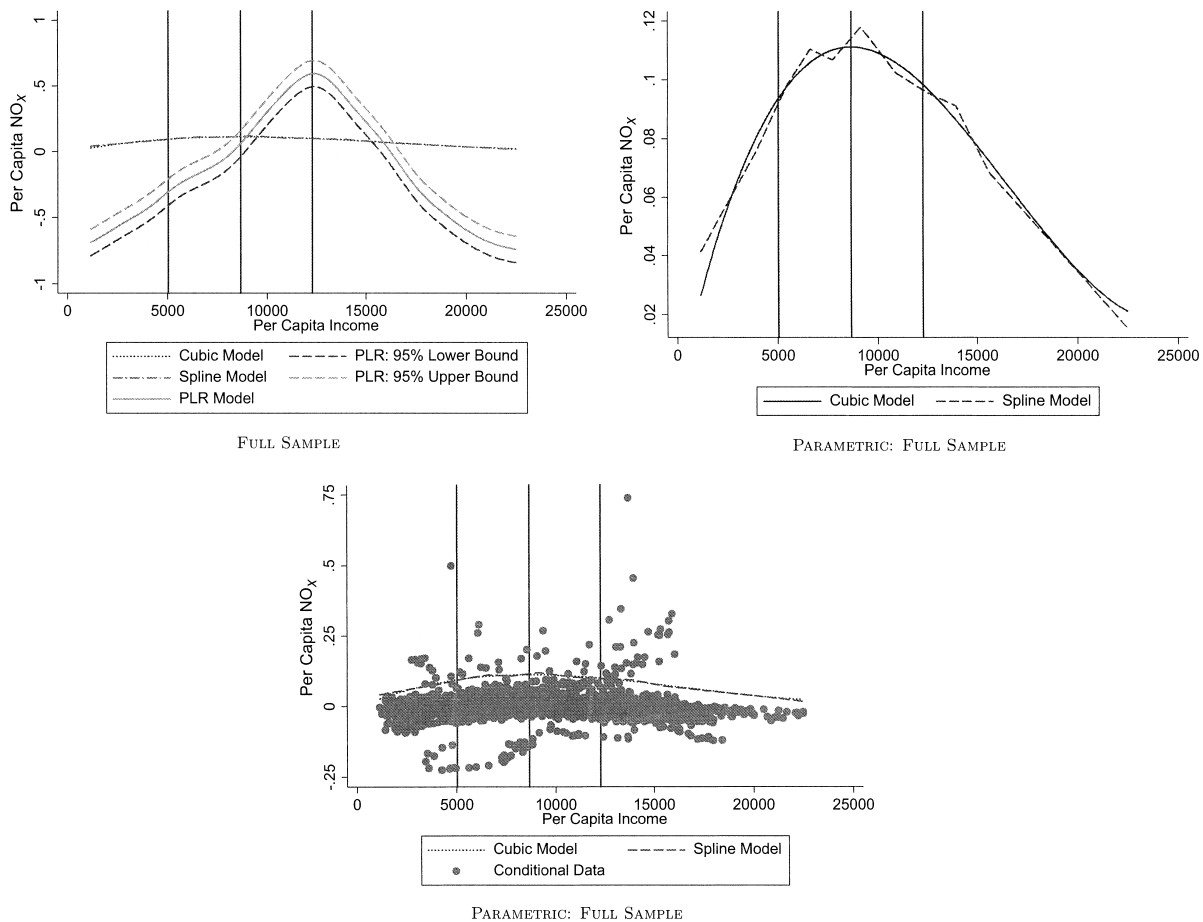 Per Capita NOX
1
.5
0
-.5
-1
0 5000 10000 15000 20000 25000
Per Capita Income
Cubic Model PLR: 95% Lower Bound
Spline Model PLR: 95% Upper Bound
PLR Model
FULL SAMPLE
Per Capita NOX
.12
.1
.08
.06
.04
.02
0 5000 10000 15000 20000 25000
Per Capita Income
Cubic Model Spline Model
PARAMETRIC: FULL SAMPLE
Per Capita NOX
.75
.5
.25
0
-.25
0 5000 10000 15000 20000 25000
Per Capita Income
Cubic Model Spline Model
Conditional Data
PARAMETRIC: FULL SAMPLE